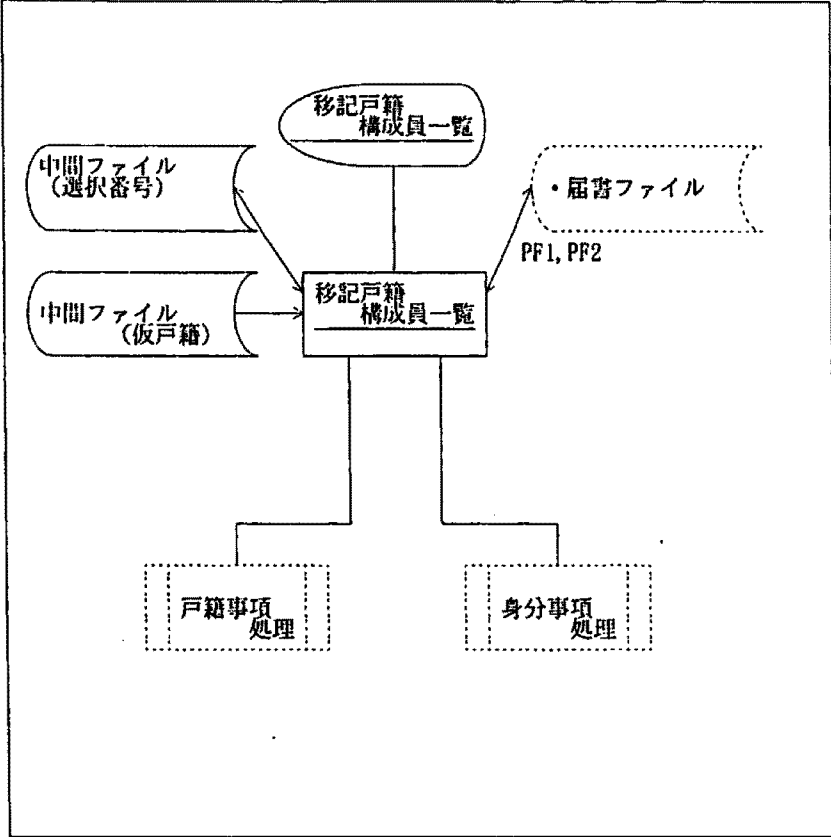 移記戸籍
構成員一覧
中間ファイル
(選択番号)
・届書ファイル
PF1, PF2
移記戸籍
構成員一覧
中間ファイル
(仮戸籍)
戸籍事項
処理
身分事項
処理